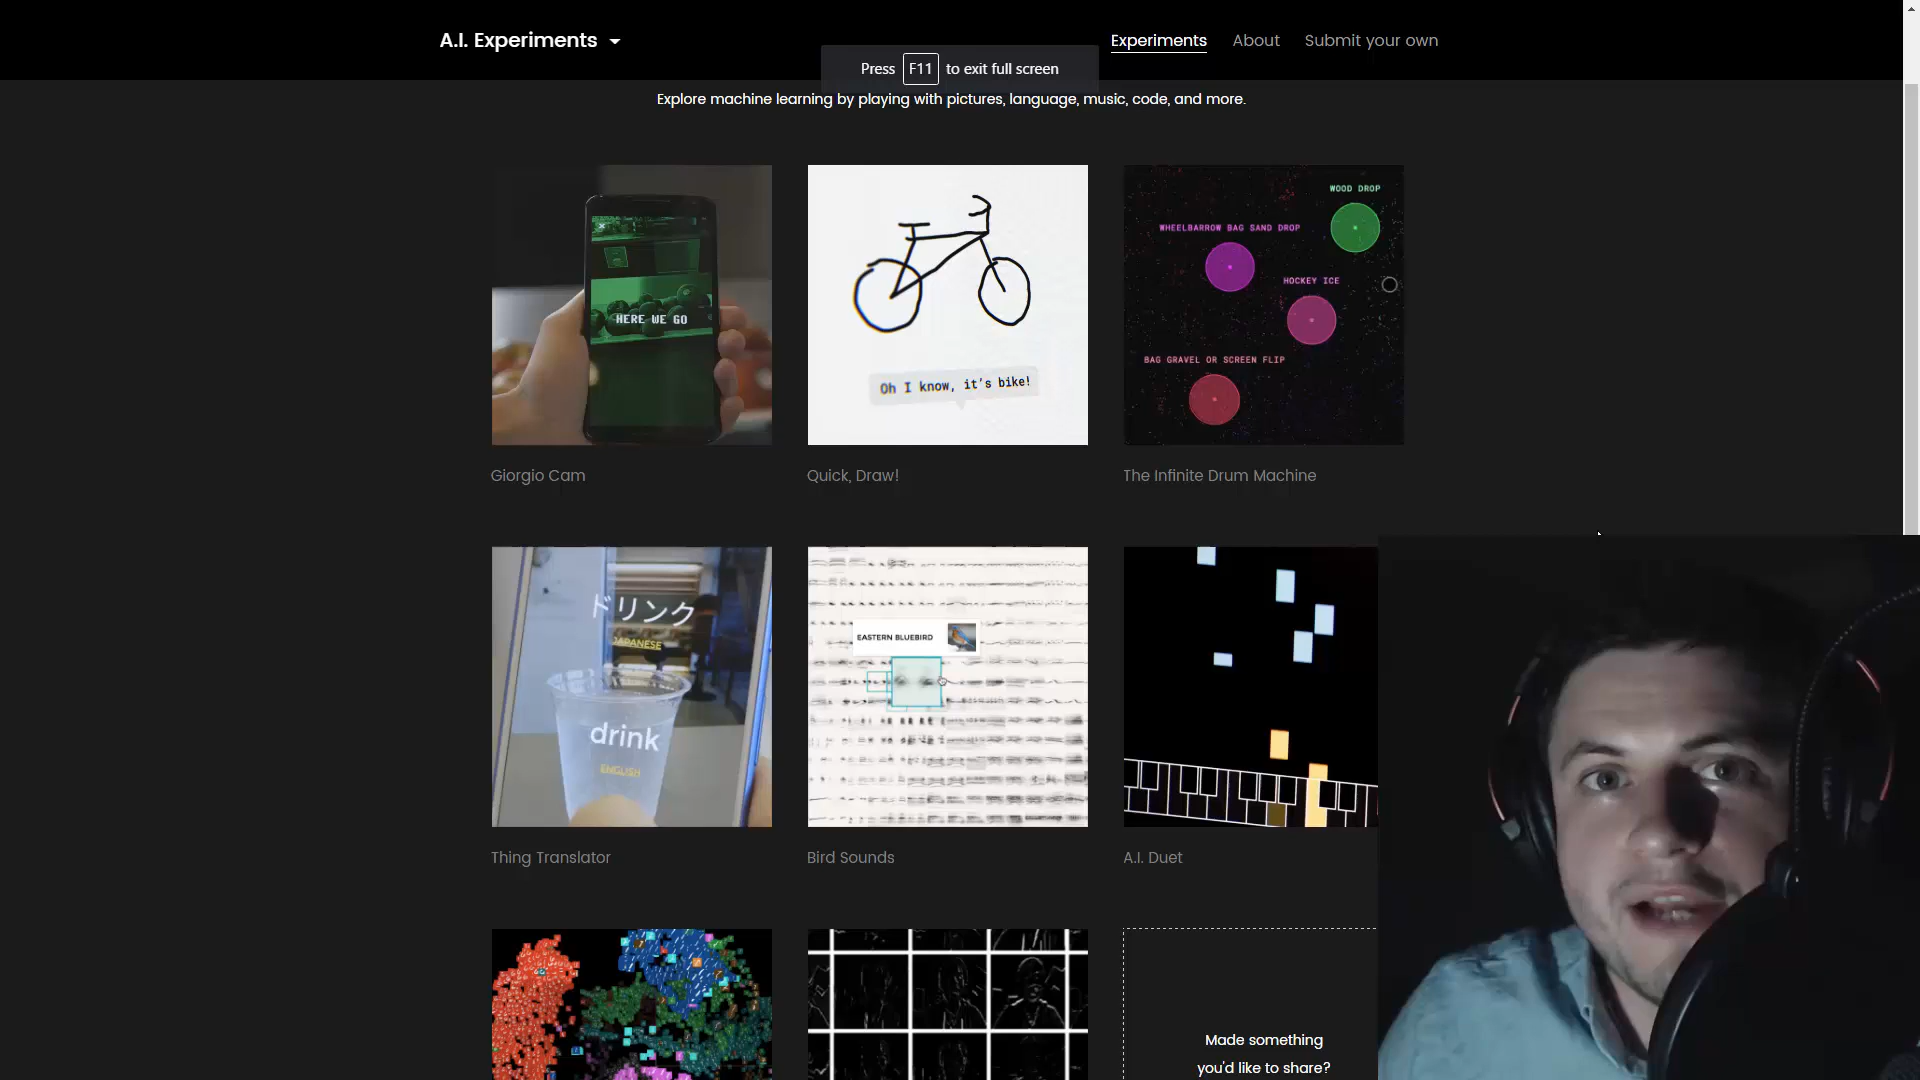 A.I. Experiments
Experiments About Submit your own
Press F11 to exit full screen
Explore machine learning by playing with pictures, language, music, code, and more.
HERE WE GO
Oh I know, it's bike!
WOOD DROP
WHEELBARROW BAG SAND DROP
HOCKEY ICE
BAG GRAVEL OR SCREEN FLIP
Giorgio Cam
Quick, Draw!
The Infinite Drum Machine
ドリンク
JAPANESE
drink
ENGLISH
EASTERN BLUEBIRD
Thing Translator
Bird Sounds
A.I. Duet
Made something
you'd like to share?